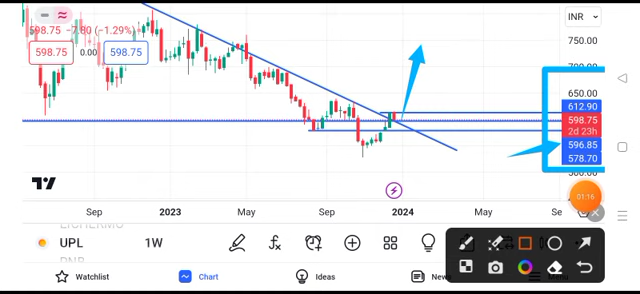 INR
598.75 -7.80 (-1.29%)
598.75 0.00 598.75
750.00
700.00
650.00
612.90
598.75
2d 23h
596.85
578.70
01:16
Sep 2023 May Sep 2024 May Se
UPL 1W
Watchlist Chart Ideas News Menu